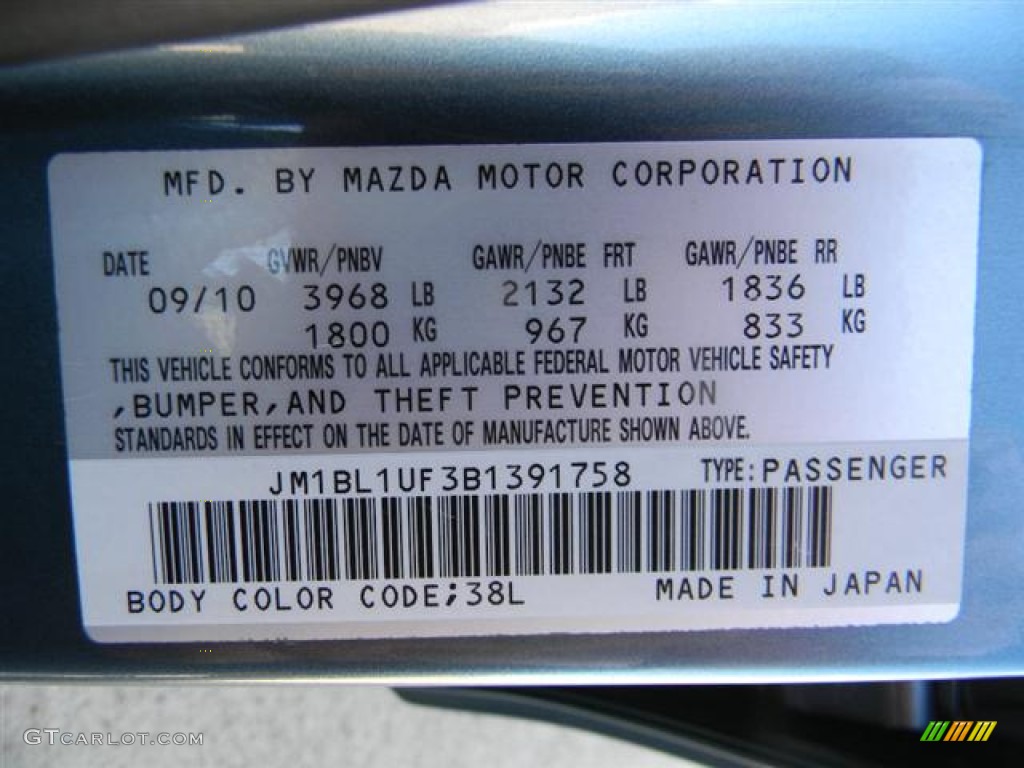 MFD. BY MAZDA MOTOR CORPORATION
DATE GVWR/PNBV GAWR/PNBE FRT GAWR/PNBE RR
09/10 3968 LB 2132 LB 1836 LB
1800 KG 967 KG 833 KG
THIS VEHICLE CONFORMS TO ALL APPLICABLE FEDERAL MOTOR VEHICLE SAFETY
,BUMPER,AND THEFT PREVENTION
STANDARDS IN EFFECT ON THE DATE OF MANUFACTURE SHOWN ABOVE.
JM1BL1UF3B1391758 TYPE:PASSENGER
BODY COLOR CODE;38L MADE IN JAPAN
GTCARLOT.COM